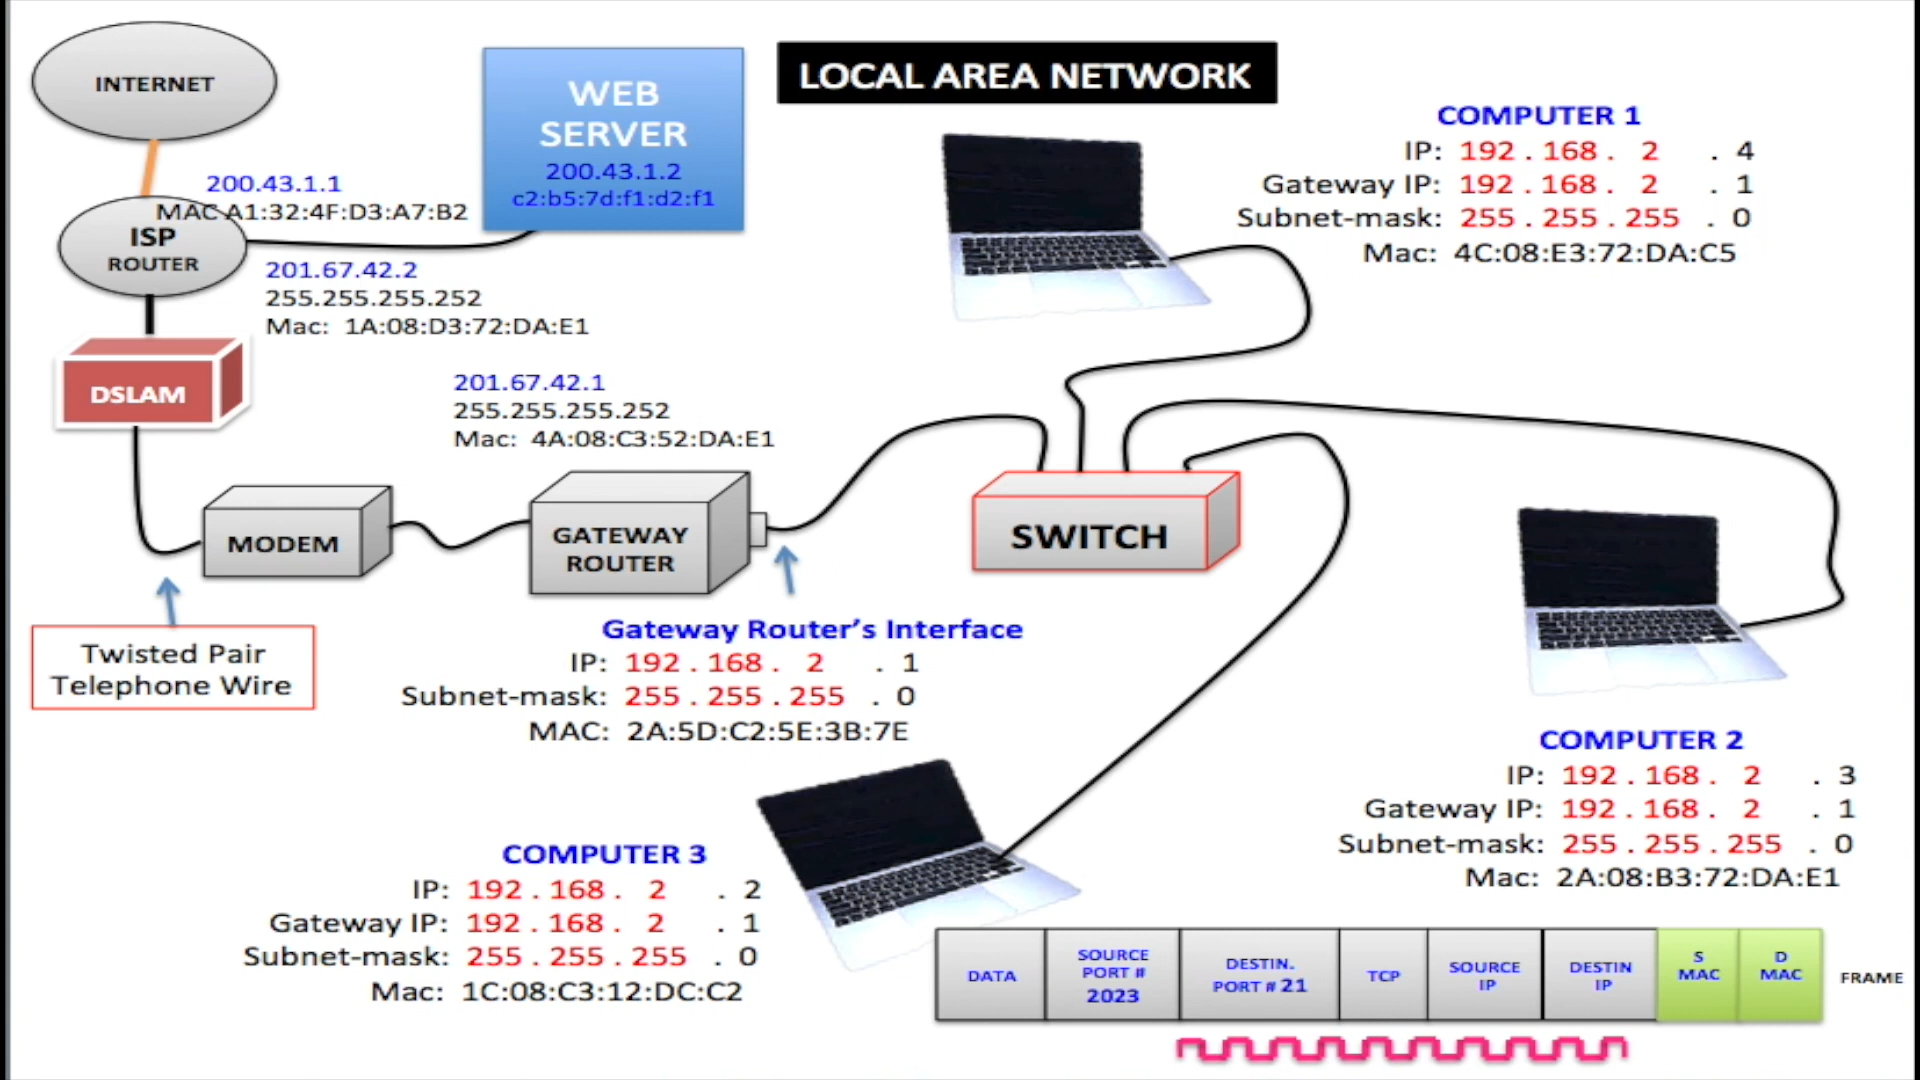 INTERNET
WEB
SERVER
200.43.1.2
c2:b5:7d:f1:d2:f1
LOCAL AREA NETWORK
COMPUTER 1
IP: 192 . 168 . 2 . 4
Gateway IP: 192 . 168 . 2 . 1
Subnet-mask: 255 . 255 . 255 . 0
Mac: 4C:08:E3:72:DA:C5
200.43.1.1
MAC A1:32:4F:D3:A7:B2
ISP
ROUTER
201.67.42.2
255.255.255.252
Mac: 1A:08:D3:72:DA:E1
DSLAM
201.67.42.1
255.255.255.252
Mac: 4A:08:C3:52:DA:E1
MODEM
GATEWAY
ROUTER
SWITCH
Twisted Pair
Telephone Wire
Gateway Router’s Interface
IP: 192 . 168 . 2 . 1
Subnet-mask: 255 . 255 . 255 . 0
MAC: 2A:5D:C2:5E:3B:7E
COMPUTER 2
IP: 192 . 168 . 2 . 3
Gateway IP: 192 . 168 . 2 . 1
Subnet-mask: 255 . 255 . 255 . 0
Mac: 2A:08:B3:72:DA:E1
COMPUTER 3
IP: 192 . 168 . 2 . 2
Gateway IP: 192 . 168 . 2 . 1
Subnet-mask: 255 . 255 . 255 . 0
Mac: 1C:08:C3:12:DC:C2
DATA
SOURCE
PORT #
2023
DESTIN.
PORT # 21
TCP
SOURCE
IP
DESTIN
IP
S
MAC
D
MAC
FRAME